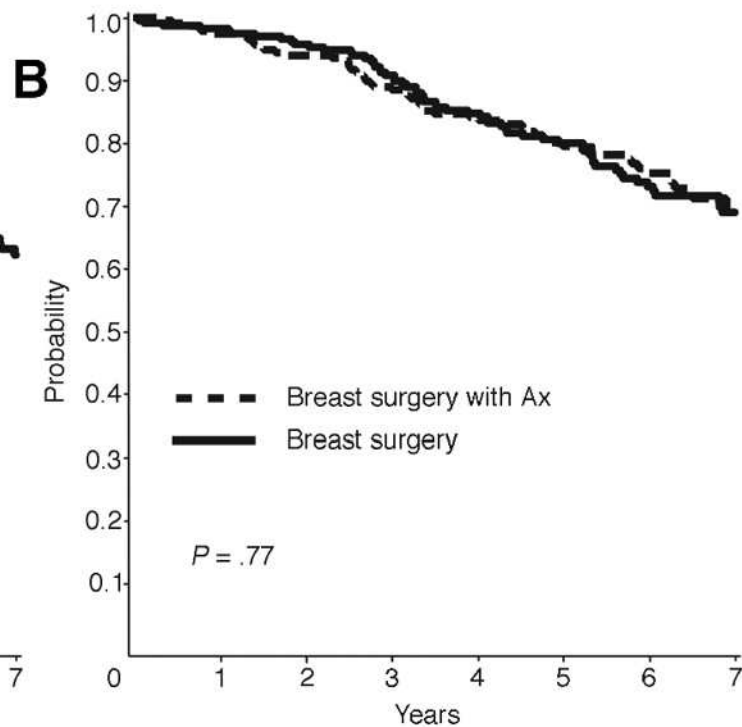 B
1.0
0.9
0.8
0.7
0.6
0.5
0.4
0.3
0.2
0.1
Probability
Breast surgery with Ax
Breast surgery
P = .77
7
0 1 2 3 4 5 6 7
Years